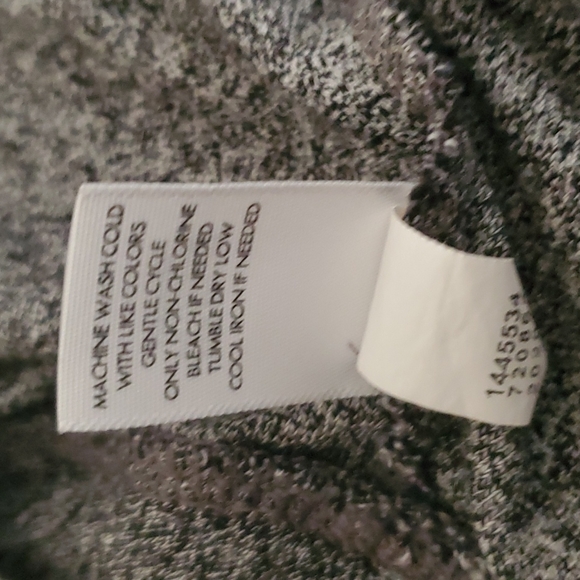 MACHINE WASH COLD
WITH LIKE COLORS
GENTLE CYCLE
ONLY NON-CHLORINE
BLEACH IF NEEDED
TUMBLE DRY LOW
COOL IRON IF NEEDED
144553